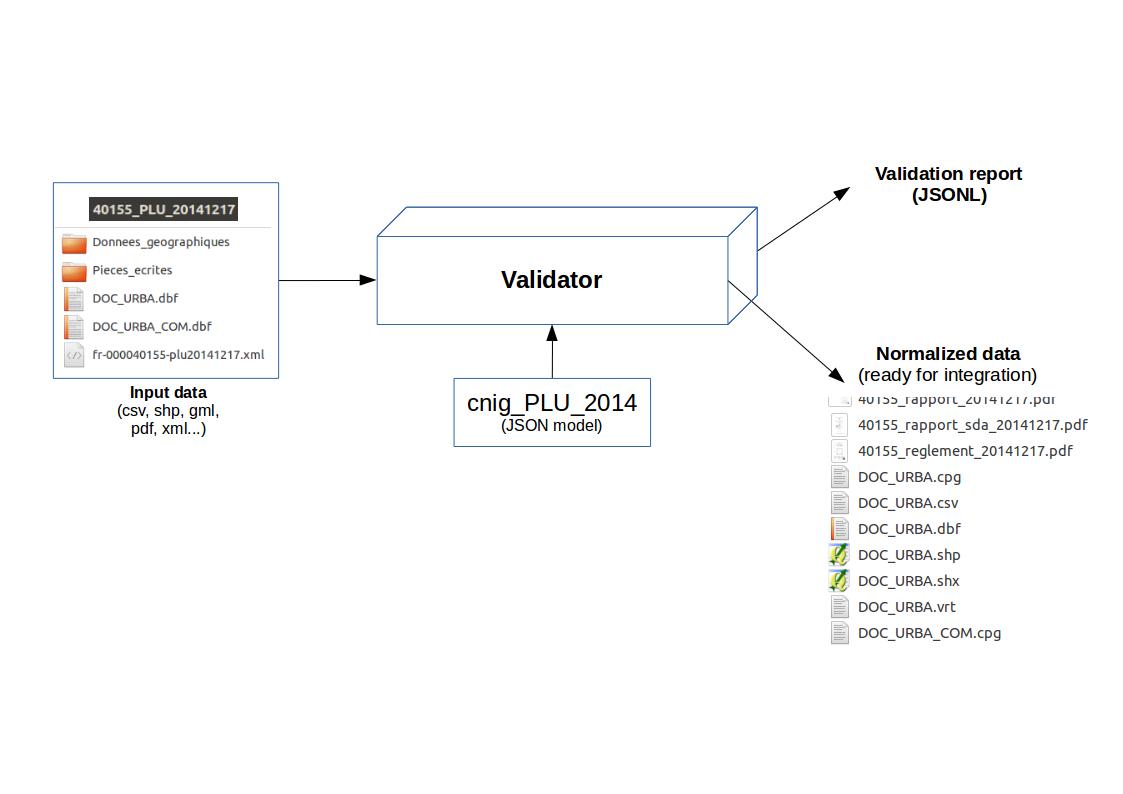 40155_PLU_20141217
Donnees_geographiques
Pieces_ecrites
DOC_URBA.dbf
DOC_URBA_COM.dbf
fr-000040155-plu20141217.xml
Input data
(csv, shp, gml,
pdf, xml...)
Validator
cnig_PLU_2014
(JSON model)
Validation report
(JSONL)
Normalized data
(ready for integration)
40155_rapport_20141217.pdf
40155_rapport_sda_20141217.pdf
40155_reglement_20141217.pdf
DOC_URBA.cpg
DOC_URBA.csv
DOC_URBA.dbf
DOC_URBA.shp
DOC_URBA.shx
DOC_URBA.vrt
DOC_URBA_COM.cpg